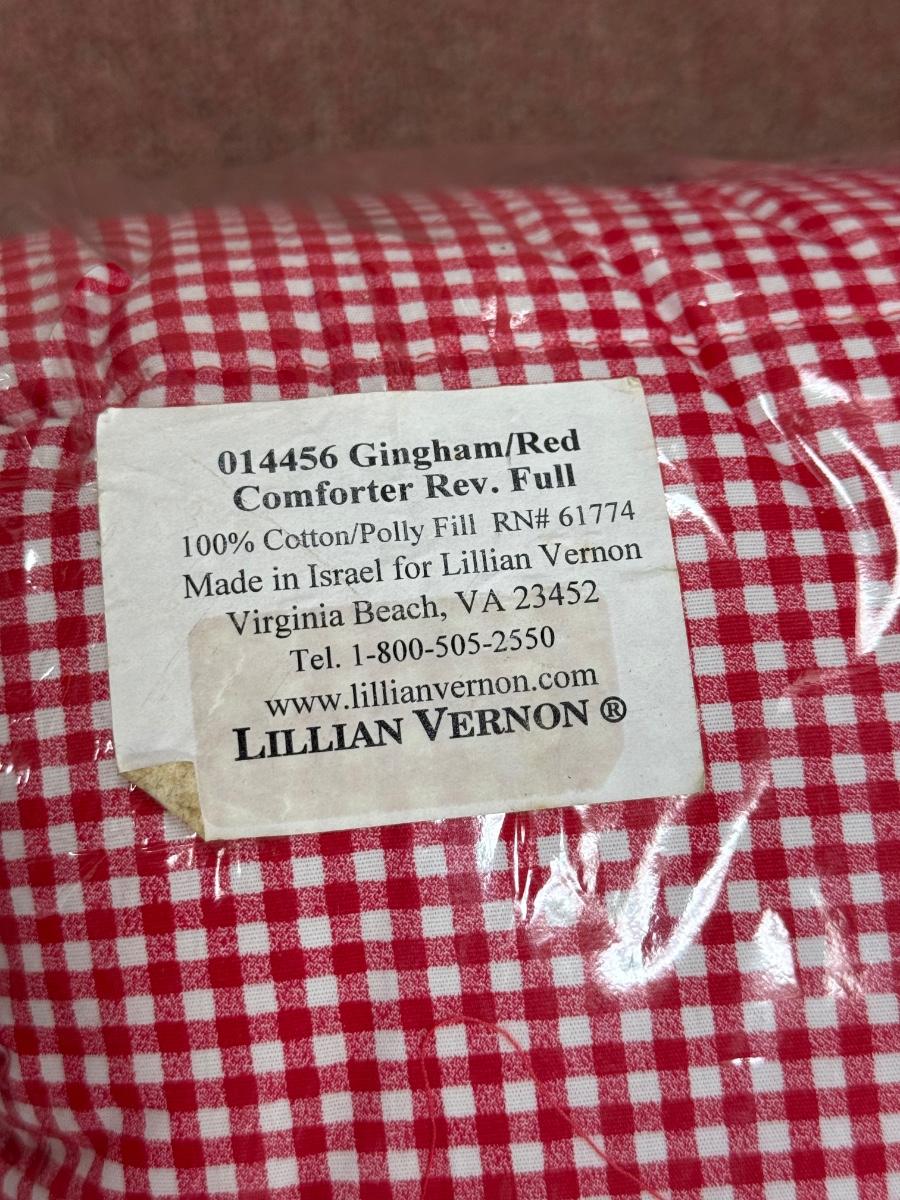 014456 Gingham/Red
Comforter Rev. Full
100% Cotton/Polly Fill RN# 61774
Made in Israel for Lillian Vernon
Virginia Beach, VA 23452
Tel. 1-800-505-2550
www.lillianvernon.com
LILLIAN VERNON ®